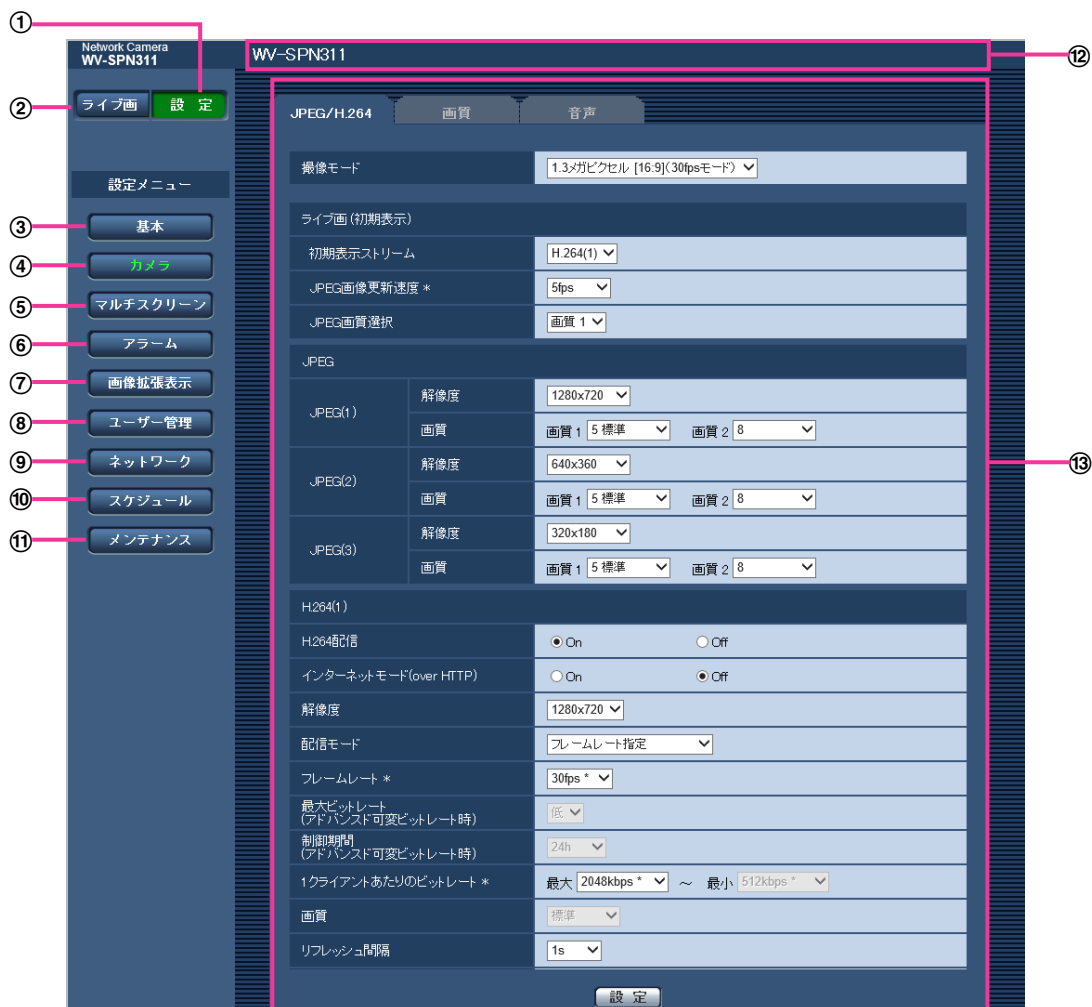 ①
Network Camera
WV-SPN311
WV-SPN311
⑫
② ライブ画 設 定
JPEG/H.264 画質 音声
設定メニュー
③ 基本
④ カメラ
⑤ マルチスクリーン
⑥ アラーム
⑦ 画像拡張表示
⑧ ユーザー管理
⑨ ネットワーク
⑩ スケジュール
⑪ メンテナンス
撮像モード 1.3メガピクセル [16:9](30fpsモード)
ライブ画(初期表示)
初期表示ストリーム H.264(1)
JPEG画像更新速度 * 5fps
JPEG画質選択 画質 1
JPEG
JPEG(1) 解像度 1280x720
画質 画質 1 5 標準 画質 2 8
JPEG(2) 解像度 640x360
画質 画質 1 5 標準 画質 2 8
JPEG(3) 解像度 320x180
画質 画質 1 5 標準 画質 2 8
⑬
H.264(1)
H.264配信 On Off
インターネットモード(over HTTP) On Off
解像度 1280x720
配信モード フレームレート指定
フレームレート * 30fps *
最大ビットレート
(アドバンスド可変ビットレート時) 低
制御期間
(アドバンスド可変ビットレート時) 24h
1クライアントあたりのビットレート * 最大 2048kbps * ～ 最小 512kbps *
画質 標準
リフレッシュ間隔 1s
設 定